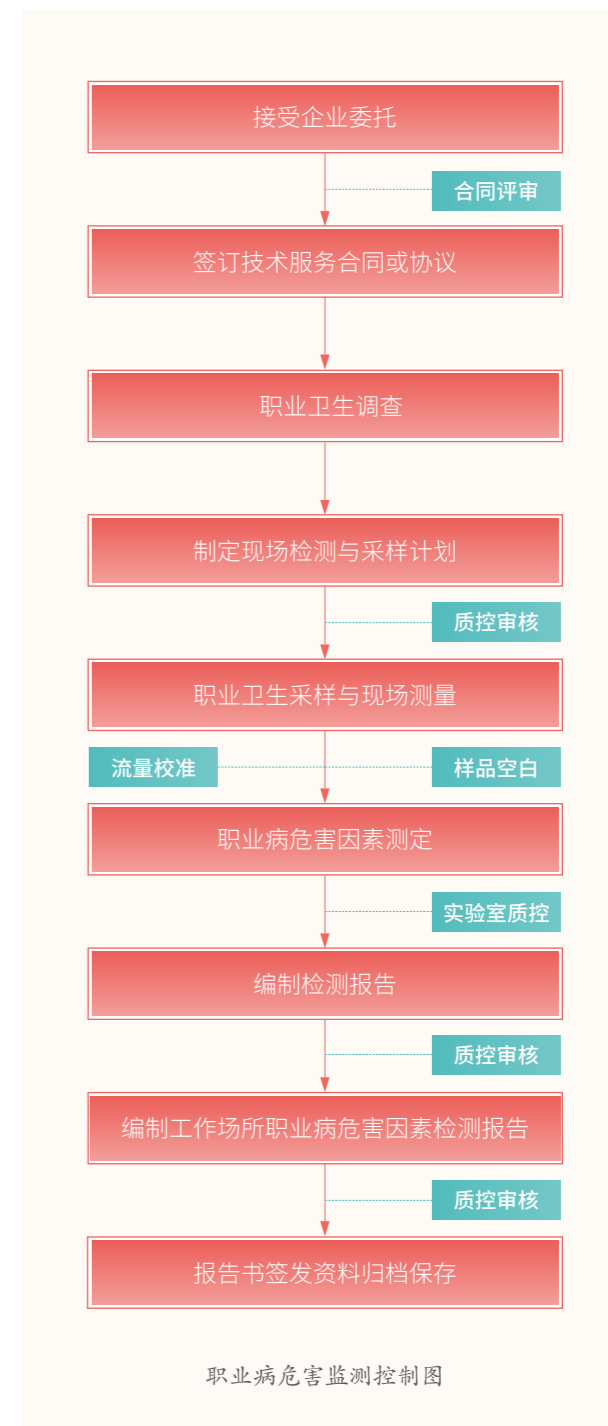 接受企业委托
合同评审
签订技术服务合同或协议
职业卫生调查
制定现场检测与采样计划
质控审核
职业卫生采样与现场测量
流量校准
样品空白
职业病危害因素测定
实验室质控
编制检测报告
质控审核
编制工作场所职业病危害因素检测报告
质控审核
报告书签发资料归档保存
职业病危害监测控制图